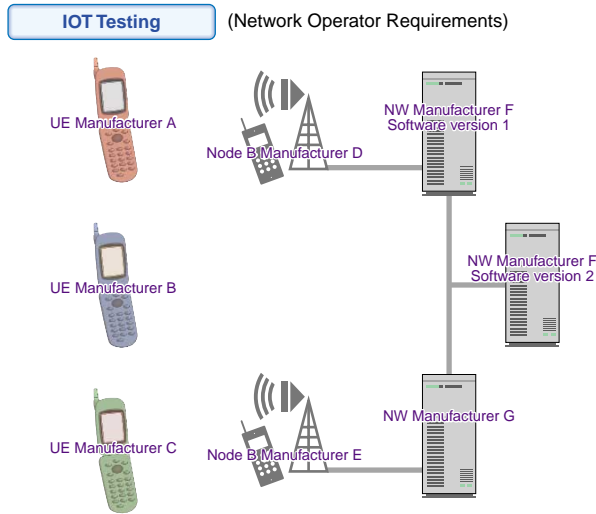 IOT Testing
(Network Operator Requirements)
UE Manufacturer A
Node B Manufacturer D
NW Manufacturer F
Software version 1
UE Manufacturer B
NW Manufacturer F
Software version 2
UE Manufacturer C
Node B Manufacturer E
NW Manufacturer G